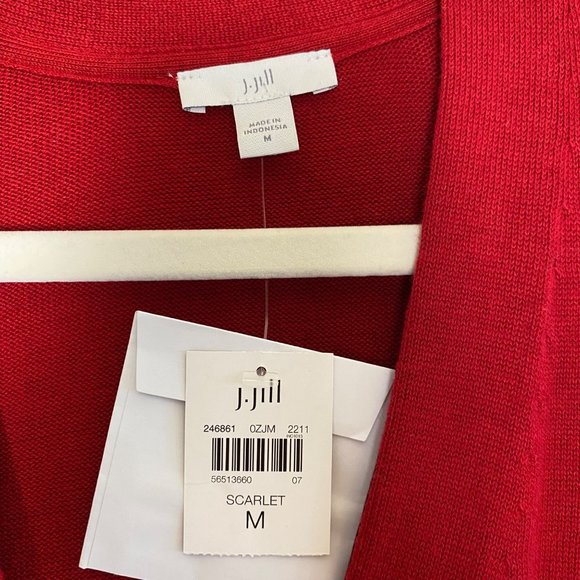 J.Jill
MADE IN
INDONESIA
M
J.Jill
246861 0ZJM 2211
56513660 07
SCARLET
M